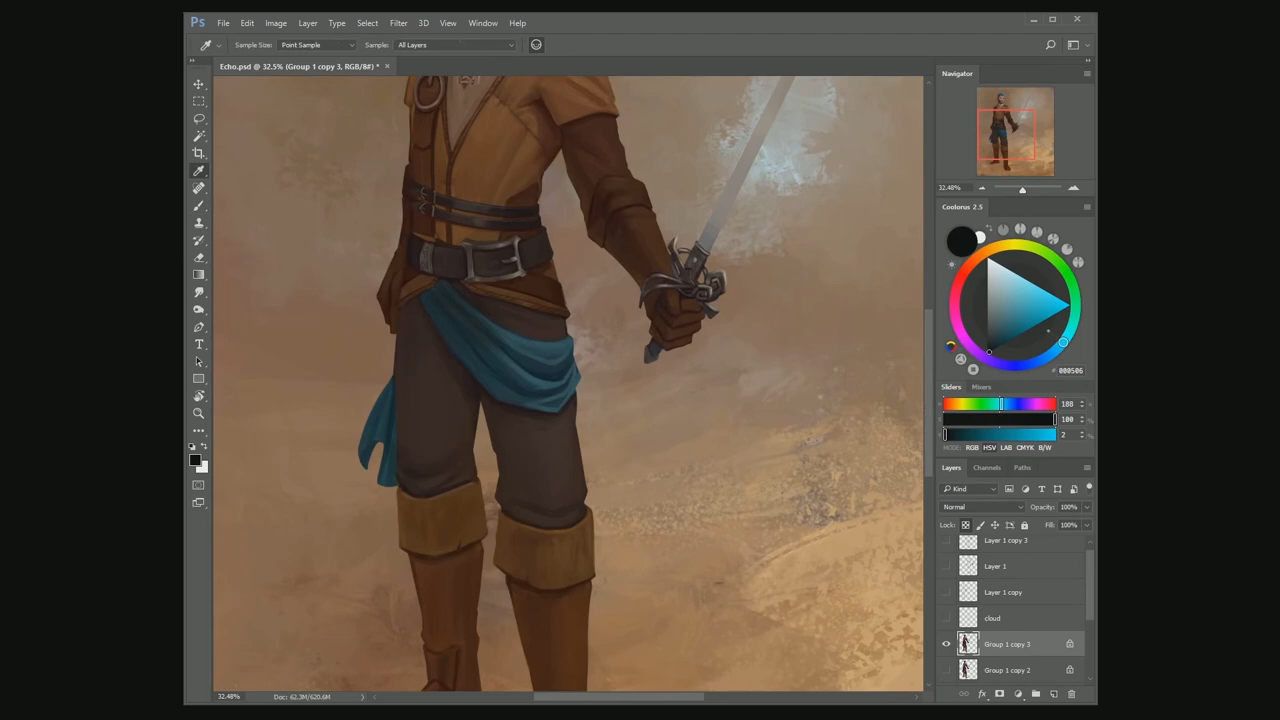 Ps File Edit Image Layer Type Select Filter 3D View Window Help
Sample Size: Point Sample Sample: All Layers
Echo.psd @ 32.5% (Group 1 copy 3, RGB/8#) * ×
Navigator
32.48%
Coolorus 2.5
# 000506
Sliders Mixers
188
100
2
MODE: RGB HSV LAB CMYK B/W
Layers Channels Paths
Kind
Normal Opacity: 100%
Lock: Fill: 100%
Layer 1 copy 3
Layer 1
Layer 1 copy
cloud
Group 1 copy 3
Group 1 copy 2
32.48% Doc: 62.3M/620.6M